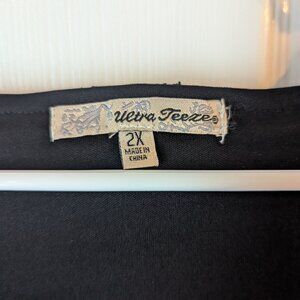 Ultra Teeze
2X
MADE IN
CHINA